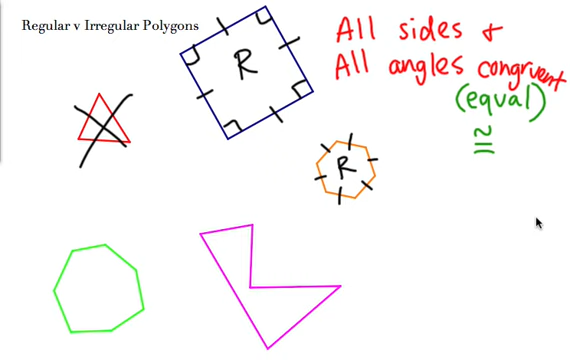 Regular v Irregular Polygons
All sides +
All angles congruent
(equal)
≅
R
R